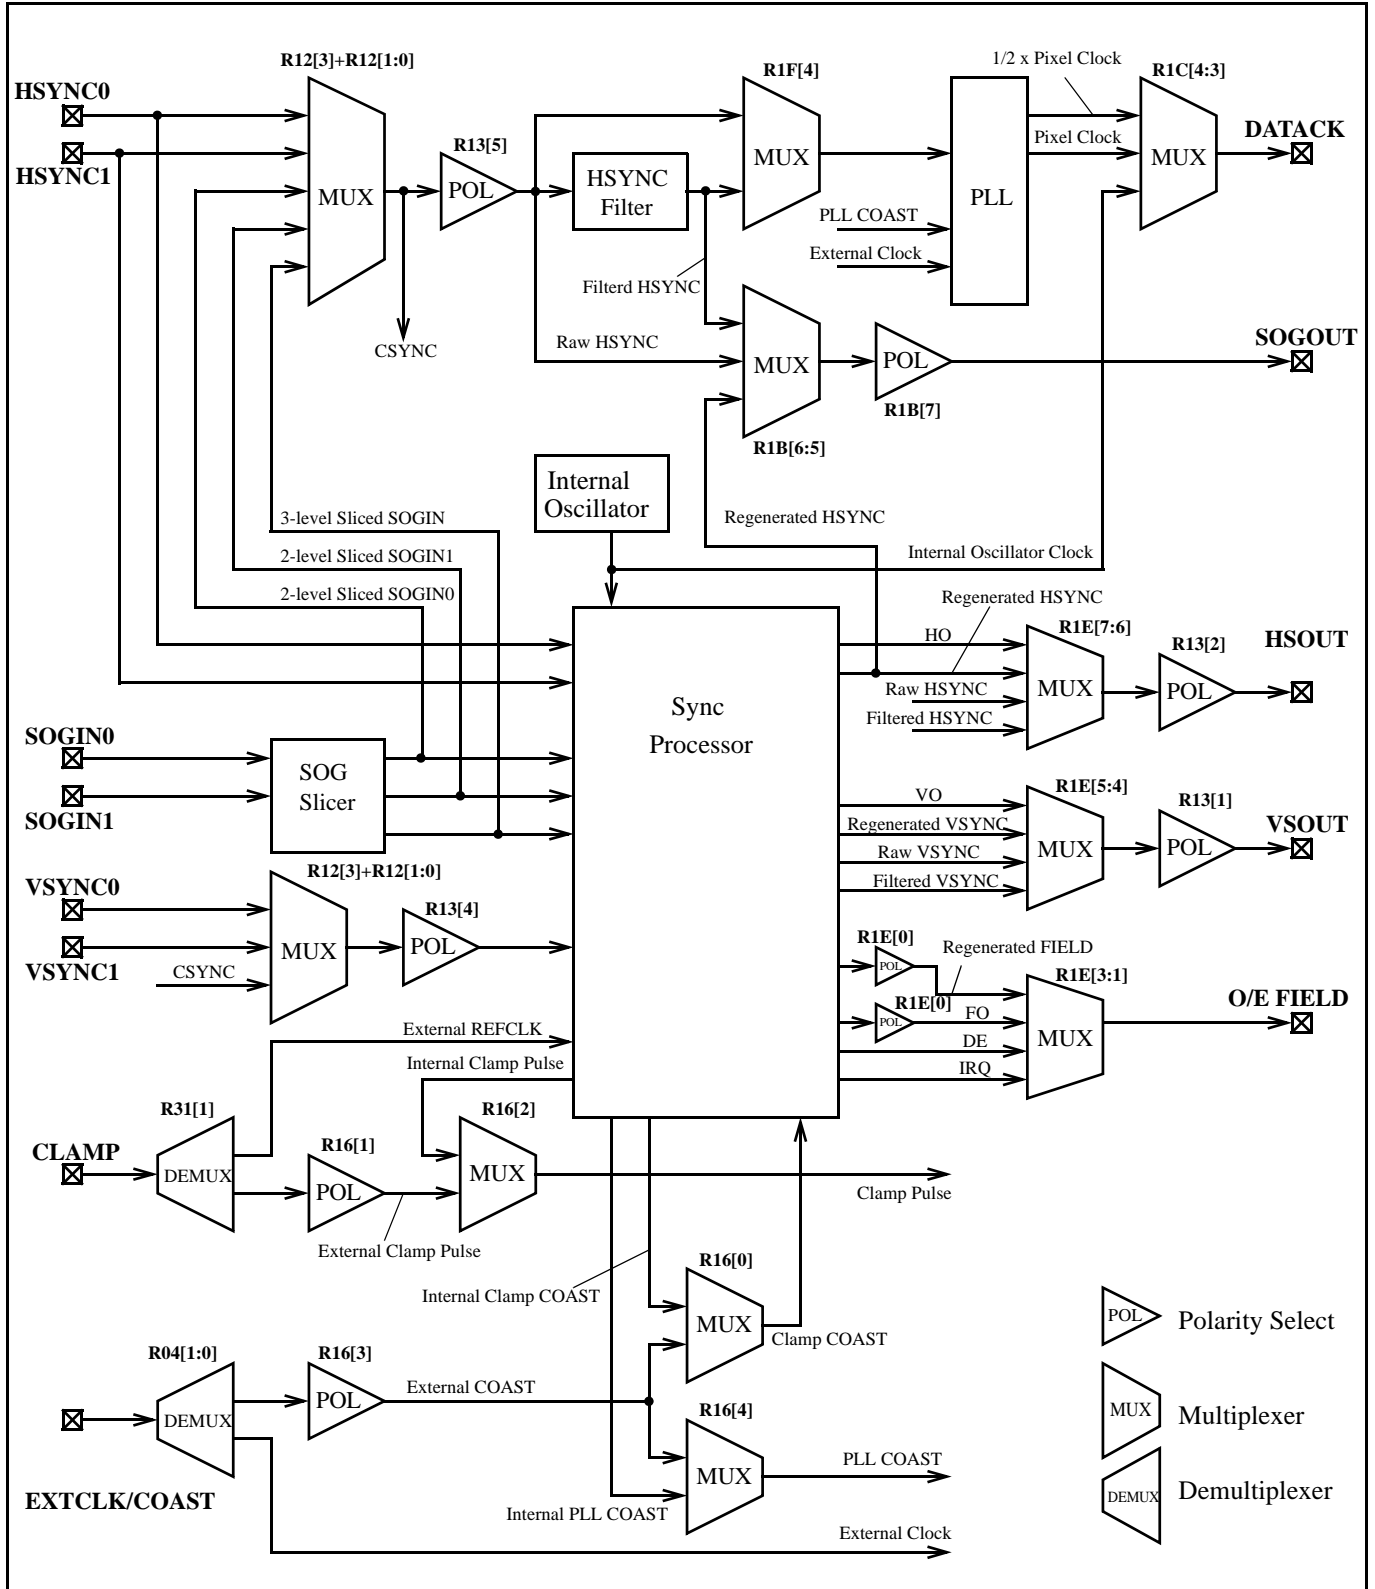 R12[3]+R12[1:0]
HSYNC0
HSYNC1
MUX
R13[5]
POL
CSYNC
HSYNC
Filter
Filterd HSYNC
Raw HSYNC
R1F[4]
MUX
PLL COAST
External Clock
PLL
1/2 x Pixel Clock
Pixel Clock
R1C[4:3]
MUX
DATACK
MUX
R1B[6:5]
POL
R1B[7]
SOGOUT
Internal
Oscillator
Regenerated HSYNC
Internal Oscillator Clock
3-level Sliced SOGIN
2-level Sliced SOGIN1
2-level Sliced SOGIN0
Sync
Processor
Regenerated HSYNC
HO
Raw HSYNC
Filtered HSYNC
R1E[7:6]
MUX
R13[2]
POL
HSOUT
SOGIN0
SOGIN1
SOG
Slicer
VO
Regenerated VSYNC
Raw VSYNC
Filtered VSYNC
R1E[5:4]
MUX
R13[1]
POL
VSOUT
R12[3]+R12[1:0]
VSYNC0
VSYNC1
CSYNC
MUX
R13[4]
POL
R1E[0]
POL
Regenerated FIELD
R1E[0]
POL
FO
DE
IRQ
R1E[3:1]
MUX
O/E FIELD
External REFCLK
Internal Clamp Pulse
R31[1]
CLAMP
DEMUX
R16[1]
POL
External Clamp Pulse
R16[2]
MUX
Clamp Pulse
Internal Clamp COAST
R16[0]
MUX
Clamp COAST
R04[1:0]
DEMUX
EXTCLK/COAST
R16[3]
POL
External COAST
R16[4]
MUX
PLL COAST
Internal PLL COAST
External Clock
POL
Polarity Select
MUX
Multiplexer
DEMUX
Demultiplexer